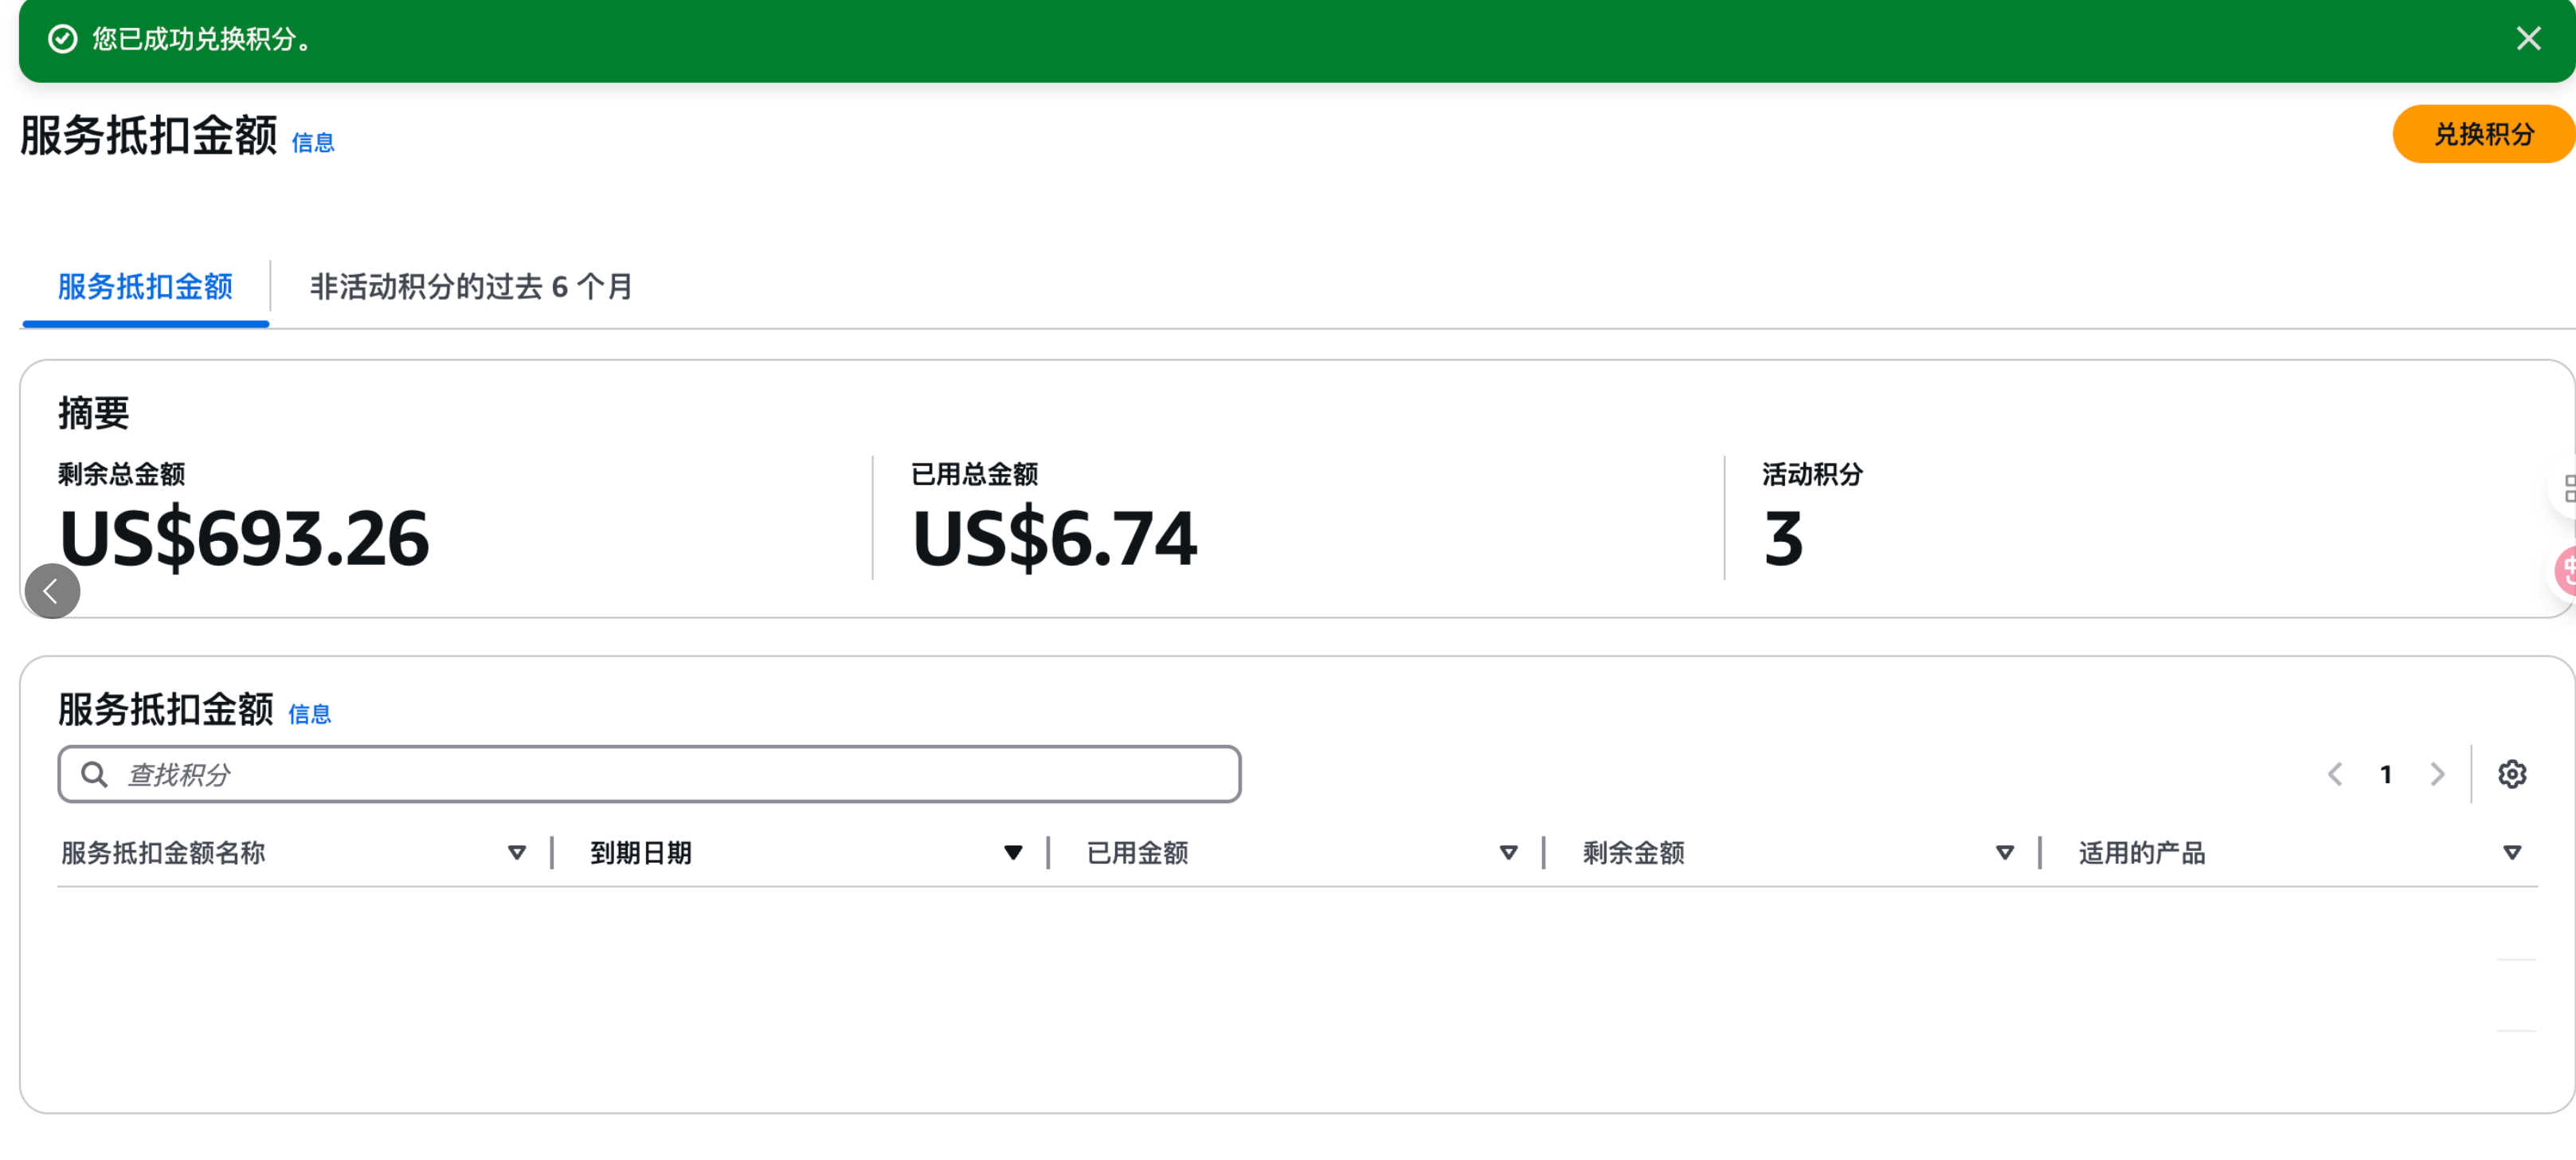 您已成功兑换积分。
服务抵扣金额 信息
兑换积分
服务抵扣金额
非活动积分的过去 6 个月
摘要
剩余总金额
US$693.26
已用总金额
US$6.74
活动积分
3
服务抵扣金额 信息
查找积分
1
服务抵扣金额名称
到期日期
已用金额
剩余金额
适用的产品